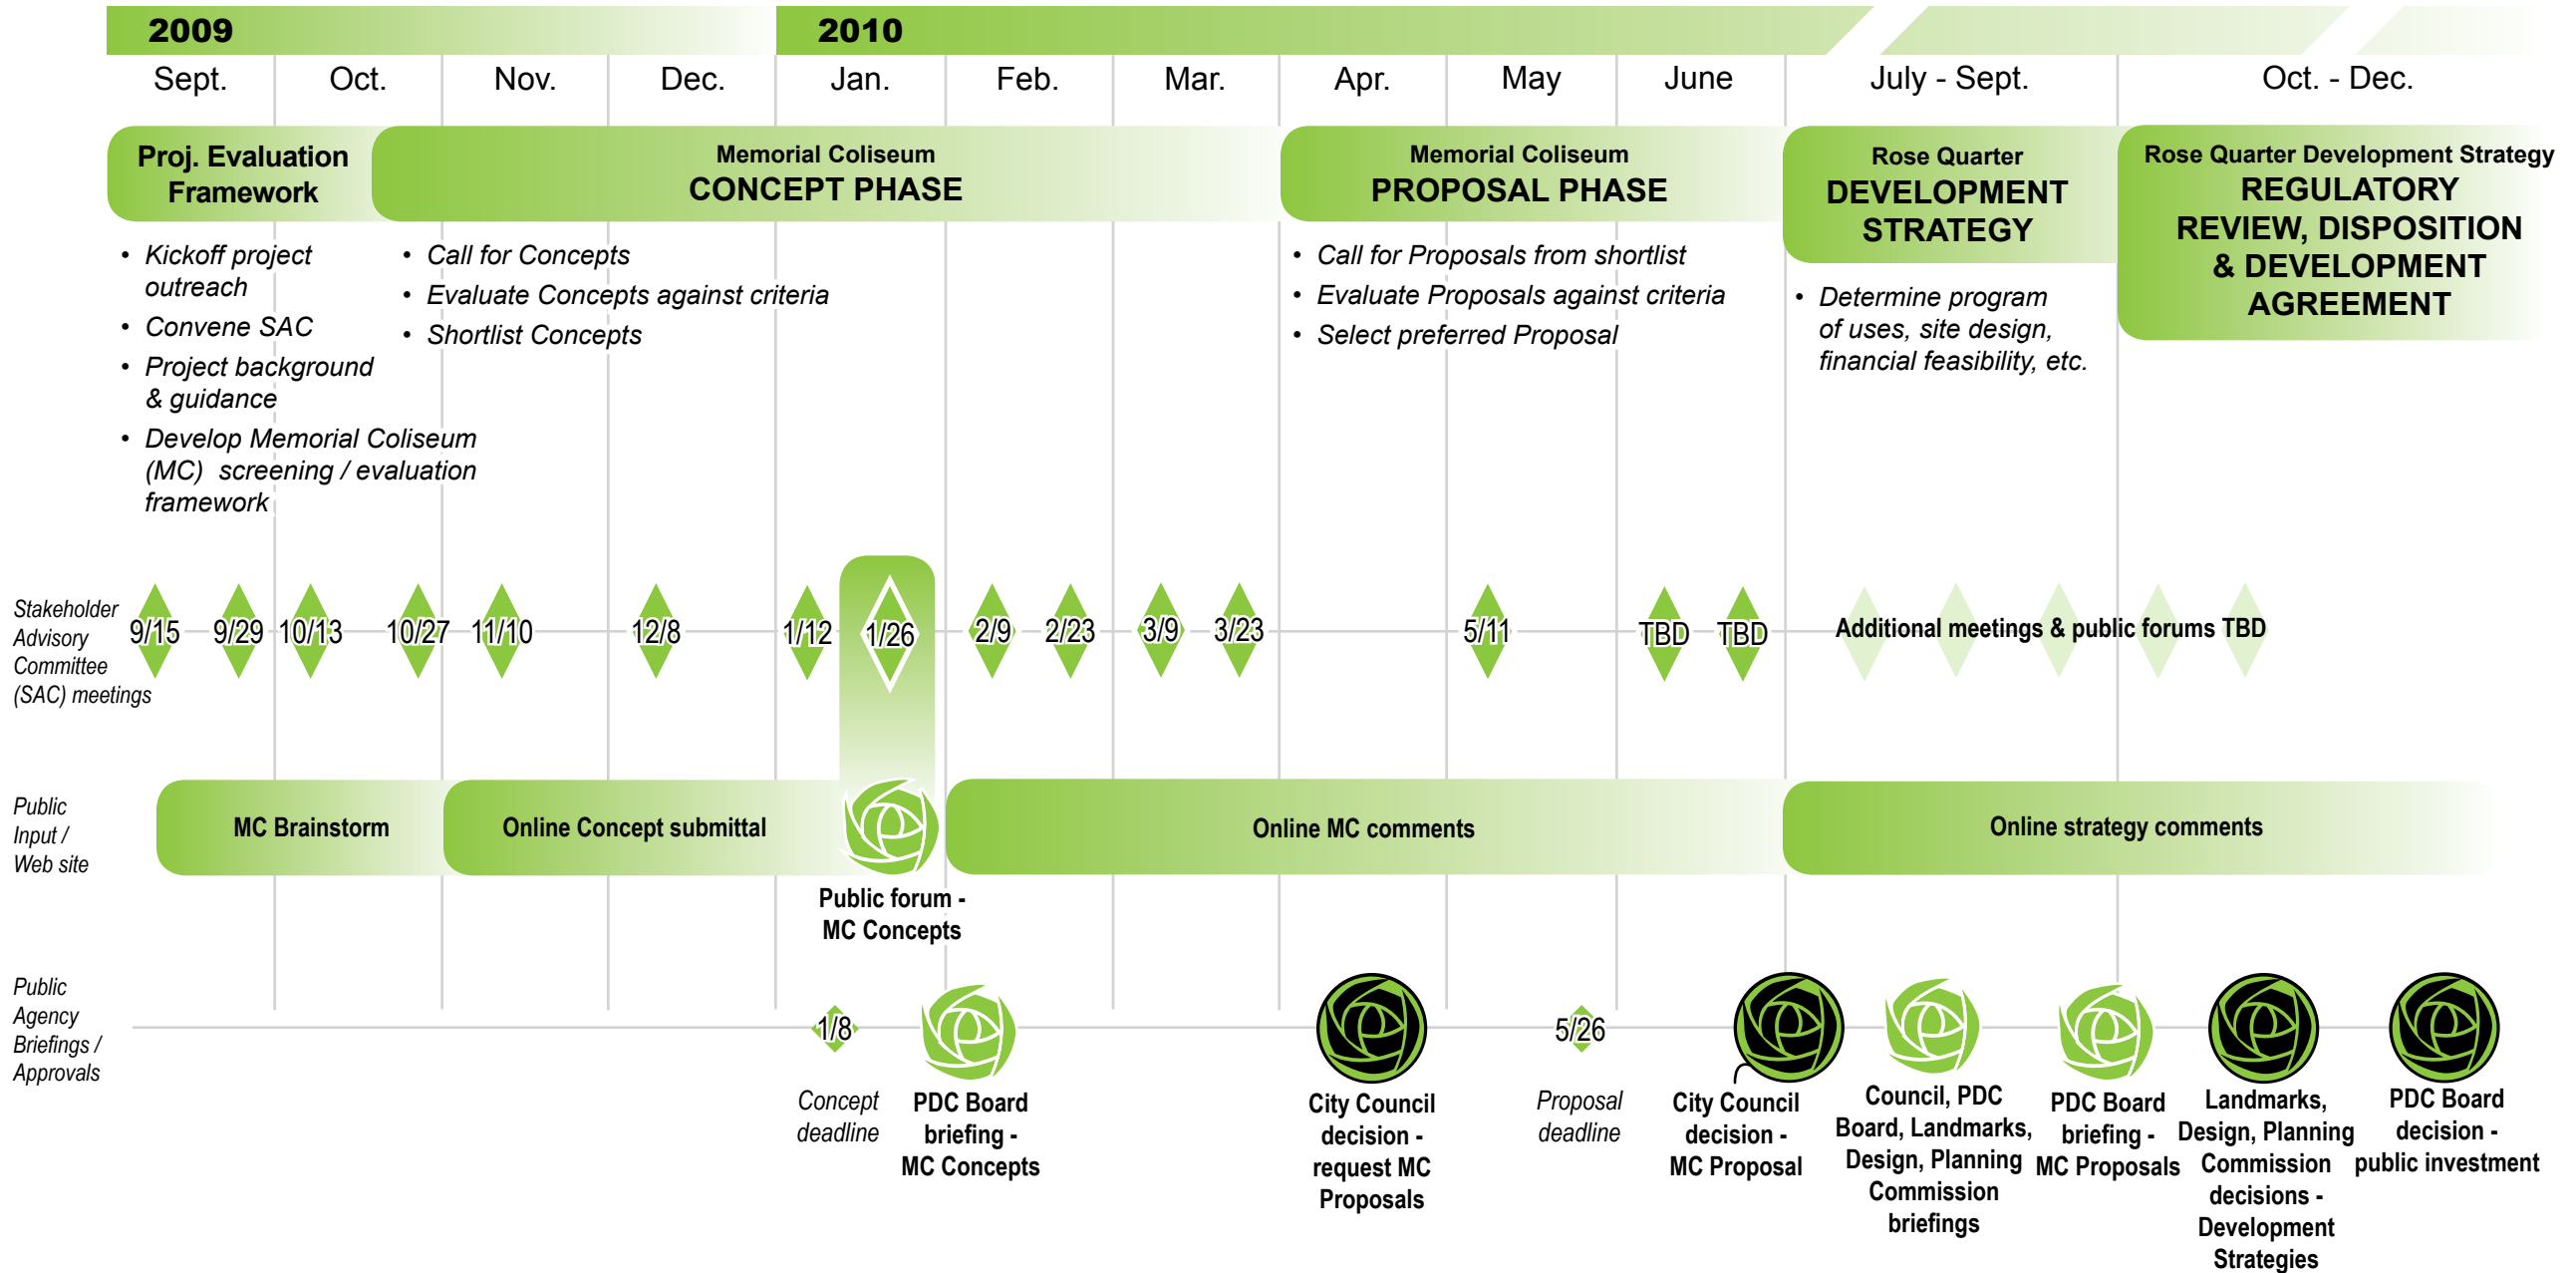 2009
2010
Sept.
Oct.
Nov.
Dec.
Jan.
Feb.
Mar.
Apr.
May
June
July - Sept.
Oct. - Dec.
Proj. Evaluation
Framework
Memorial Coliseum
CONCEPT PHASE
Memorial Coliseum
PROPOSAL PHASE
Rose Quarter
DEVELOPMENT
STRATEGY
Rose Quarter Development Strategy
REGULATORY
REVIEW, DISPOSITION
& DEVELOPMENT
AGREEMENT
• Kickoff project
outreach
• Convene SAC
• Project background
& guidance
• Develop Memorial Coliseum
(MC) screening / evaluation
framework
• Call for Concepts
• Evaluate Concepts against criteria
• Shortlist Concepts
• Call for Proposals from shortlist
• Evaluate Proposals against criteria
• Select preferred Proposal
• Determine program
of uses, site design,
financial feasibility, etc.
Stakeholder
Advisory
Committee
(SAC) meetings
9/15
9/29
10/13
10/27
11/10
12/8
1/12
1/26
2/9
2/23
3/9
3/23
5/11
TBD
TBD
Additional meetings & public forums TBD
Public
Input /
Web site
MC Brainstorm
Online Concept submittal
Online MC comments
Online strategy comments
Public forum -
MC Concepts
Public
Agency
Briefings /
Approvals
1/8
5/26
Concept
deadline
PDC Board
briefing -
MC Concepts
City Council
decision -
request MC
Proposals
Proposal
deadline
City Council
decision -
MC Proposal
Council, PDC
Board, Landmarks,
Design, Planning
Commission
briefings
PDC Board
briefing -
MC Proposals
Landmarks,
Design, Planning
Commission
decisions -
Development
Strategies
PDC Board
decision -
public investment